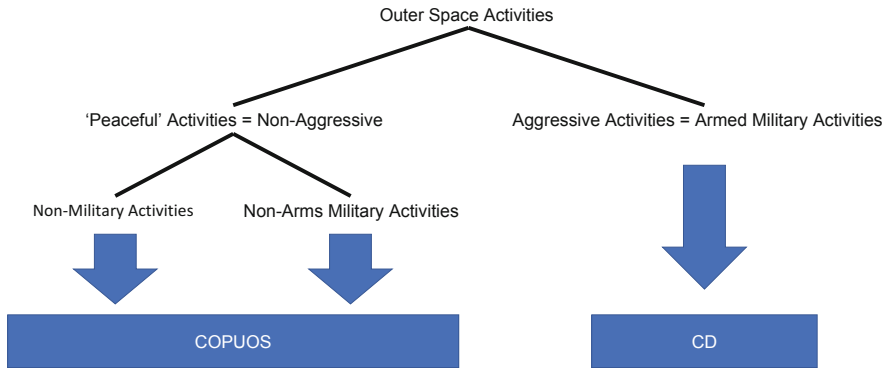 Outer Space Activities
‘Peaceful’ Activities = Non-Aggressive
Aggressive Activities = Armed Military Activities
Non-Military Activities
Non-Arms Military Activities
COPUOS
CD